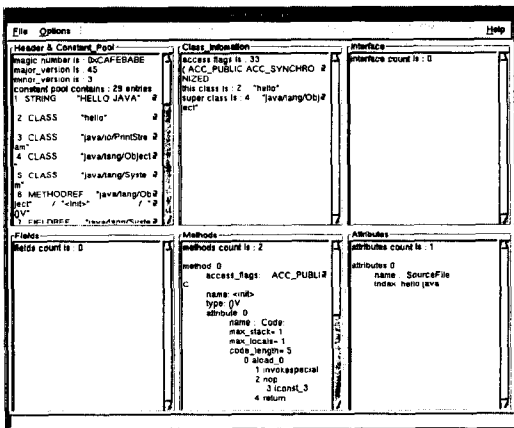 File Options Help
Header & Constant_Pool
magic number is : 0xCAFEBABE
major_version is : 45
minor_version is : 3
constant pool contains : 29 entries
1 STRING "HELLO JAVA"
2 CLASS "hello"
3 CLASS "java/io/PrintStre
am"
4 CLASS "java/lang/Object
"
5 CLASS "java/lang/Syste
m"
6 METHODREF "java/lang/Ob
ject" / "<init>" / "
()V"
7 FIELDREF "java/lang/Syste
Class_Infomation
access flags is : 33
( ACC_PUBLIC ACC_SYNCHRO
NIZED
this class is : 2 "hello"
super class is : 4 "java/lang/Obj
ect"
Interface
interface count is : 0
Fields
fields count is : 0
Methods
methods count is : 2
method 0
access_flags: ACC_PUBLI
C
name: <init>
type: ()V
attribute 0
name : Code:
max_stack= 1
max_locals= 1
code_length= 5
0 aload_0
1 invokespecial
2 nop
3 iconst_3
4 return
Attributes
attributes count is : 1
attributes 0
name : SourceFile
index hello java